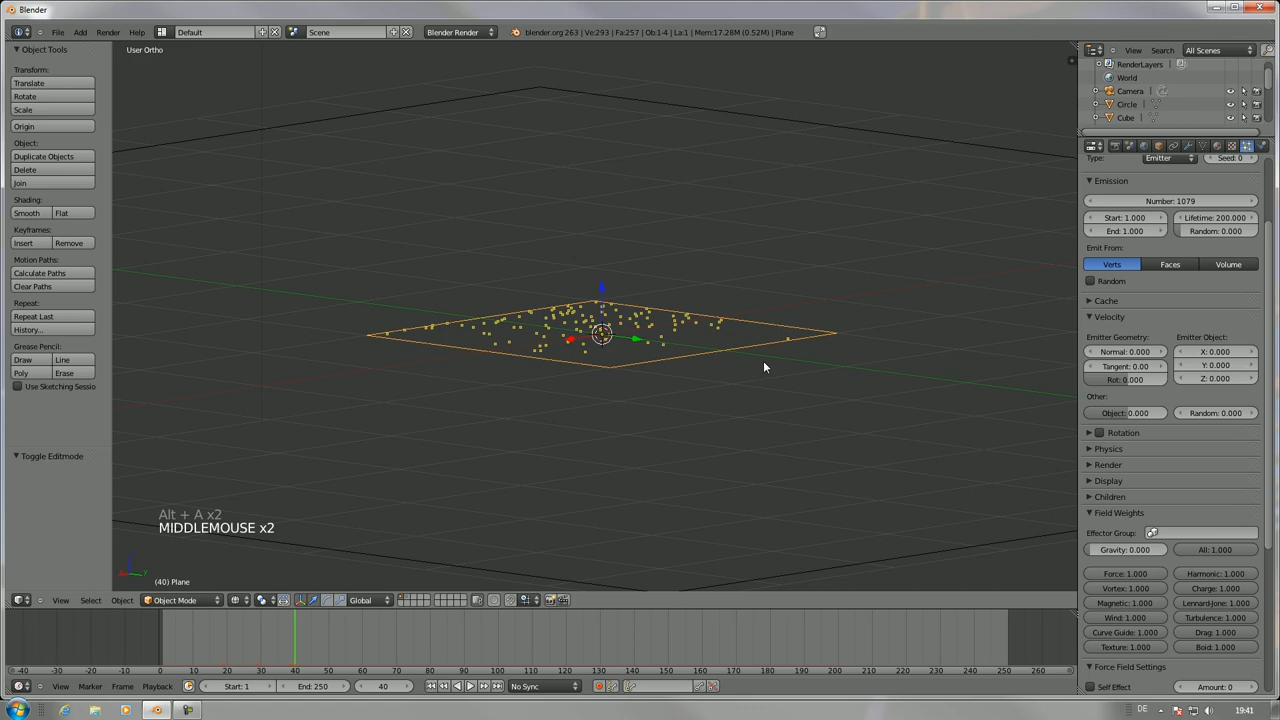 Blender
File Add Render Help Default Scene Blender Render blender.org 263 | Ve:293 | Fa:257 | Ob:1-4 | La:1 | Mem:17.28M (0.52M) | Plane
Object Tools
Transform:
Translate
Rotate
Scale
Origin
Object:
Duplicate Objects
Delete
Join
Shading:
Smooth Flat
Keyframes:
Insert Remove
Motion Paths:
Calculate Paths
Clear Paths
Repeat:
Repeat Last
History...
Grease Pencil:
Draw Line
Poly Erase
Use Sketching Sessio
Toggle Editmode
User Ortho
Alt + A x2
MIDDLEMOUSE x2
(40) Plane
View Search All Scenes
RenderLayers
World
Camera
Circle
Cube
Type: Emitter Seed: 0
Emission
Number: 1079
Start: 1.000 Lifetime: 200.000
End: 1.000 Random: 0.000
Emit From:
Verts Faces Volume
Random
Cache
Velocity
Emitter Geometry: Emitter Object:
Normal: 0.000 X: 0.000
Tangent: 0.00 Y: 0.000
Rot: 0.000 Z: 0.000
Other:
Object: 0.000 Random: 0.000
Rotation
Physics
Render
Display
Children
Field Weights
Effector Group:
Gravity: 0.000 All: 1.000
Force: 1.000 Harmonic: 1.000
Vortex: 1.000 Charge: 1.000
Magnetic: 1.000 Lennard-Jone: 1.000
Wind: 1.000 Turbulence: 1.000
Curve Guide: 1.000 Drag: 1.000
Texture: 1.000 Boid: 1.000
Force Field Settings
Self Effect Amount: 0
View Select Object Object Mode Global
-40 -30 -20 -10 0 10 20 30 40 50 60 70 80 90 100 110 120 130 140 150 160 170 180 190 200 210 220 230 240 250 260
View Marker Frame Playback Start: 1 End: 250 40 No Sync
DE 19:41